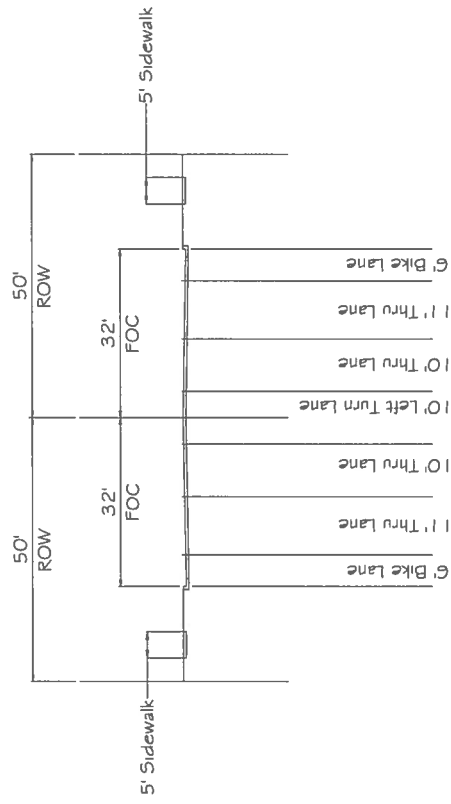 50'
ROW
50'
ROW
32'
FOC
32'
FOC
5' Sidewalk
5' Sidewalk
6' Bike Lane
11' Thru Lane
10' Thru Lane
10' Left Turn Lane
10' Thru Lane
11' Thru Lane
6' Bike Lane